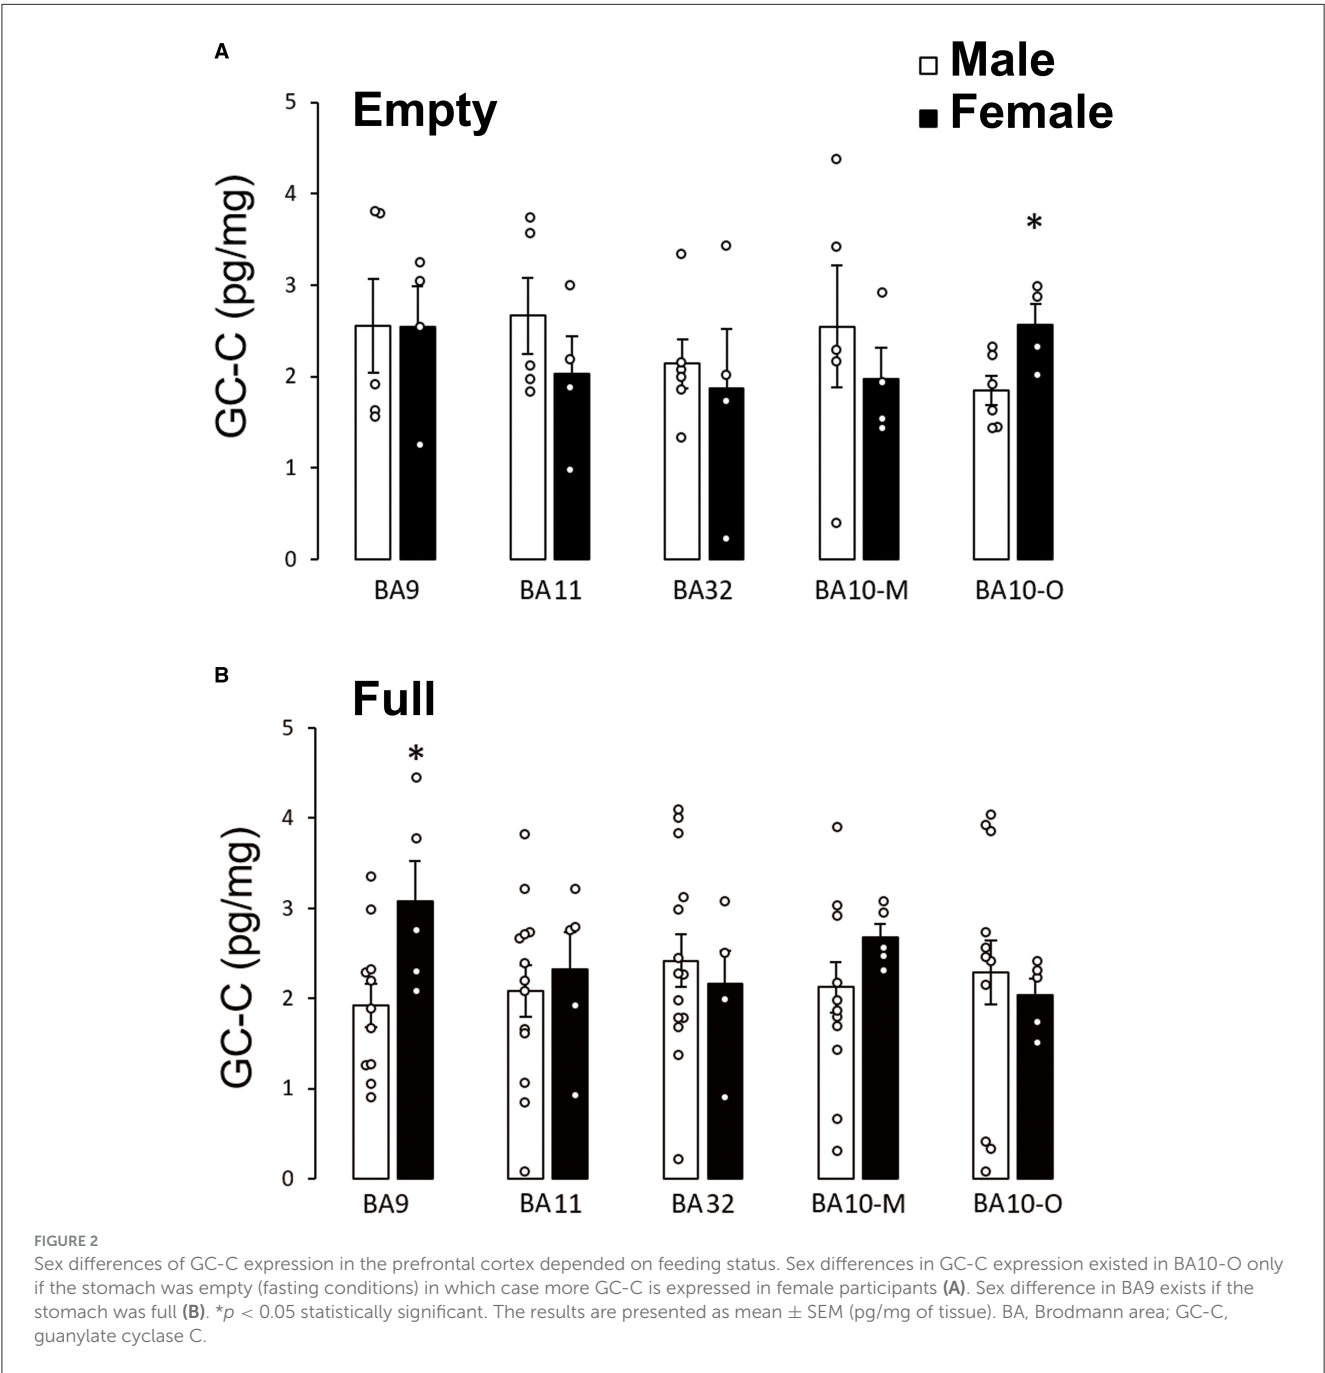 A
Male
Female
Empty
5
4
3
2
1
0
GC-C (pg/mg)
*
BA9 BA11 BA32 BA10-M BA10-O
B
Full
5
4
3
2
1
0
GC-C (pg/mg)
*
BA9 BA11 BA32 BA10-M BA10-O
FIGURE 2
Sex differences of GC-C expression in the prefrontal cortex depended on feeding status. Sex differences in GC-C expression existed in BA10-O only
if the stomach was empty (fasting conditions) in which case more GC-C is expressed in female participants (A). Sex difference in BA9 exists if the
stomach was full (B). *p < 0.05 statistically significant. The results are presented as mean ± SEM (pg/mg of tissue). BA, Brodmann area; GC-C,
guanylate cyclase C.